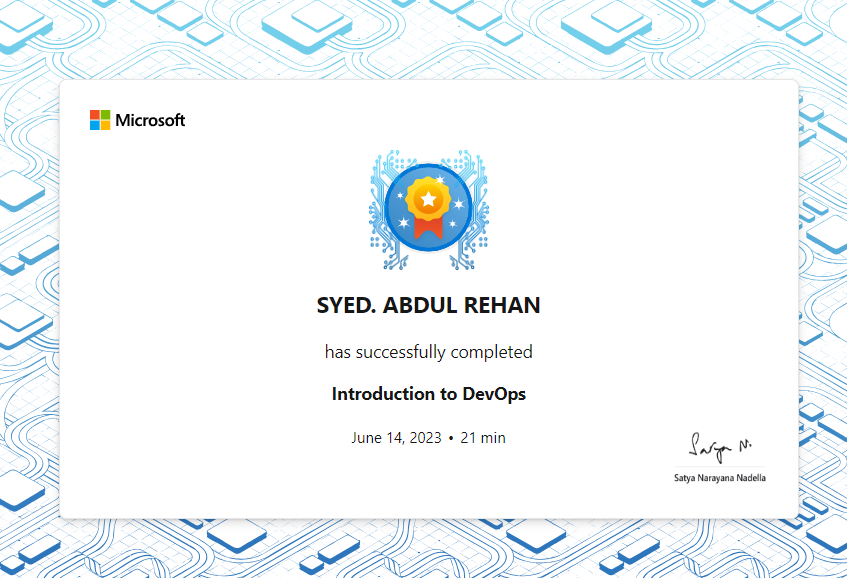 Microsoft
SYED. ABDUL REHAN
has successfully completed
Introduction to DevOps
June 14, 2023 • 21 min
Satya N.
Satya Narayana Nadella